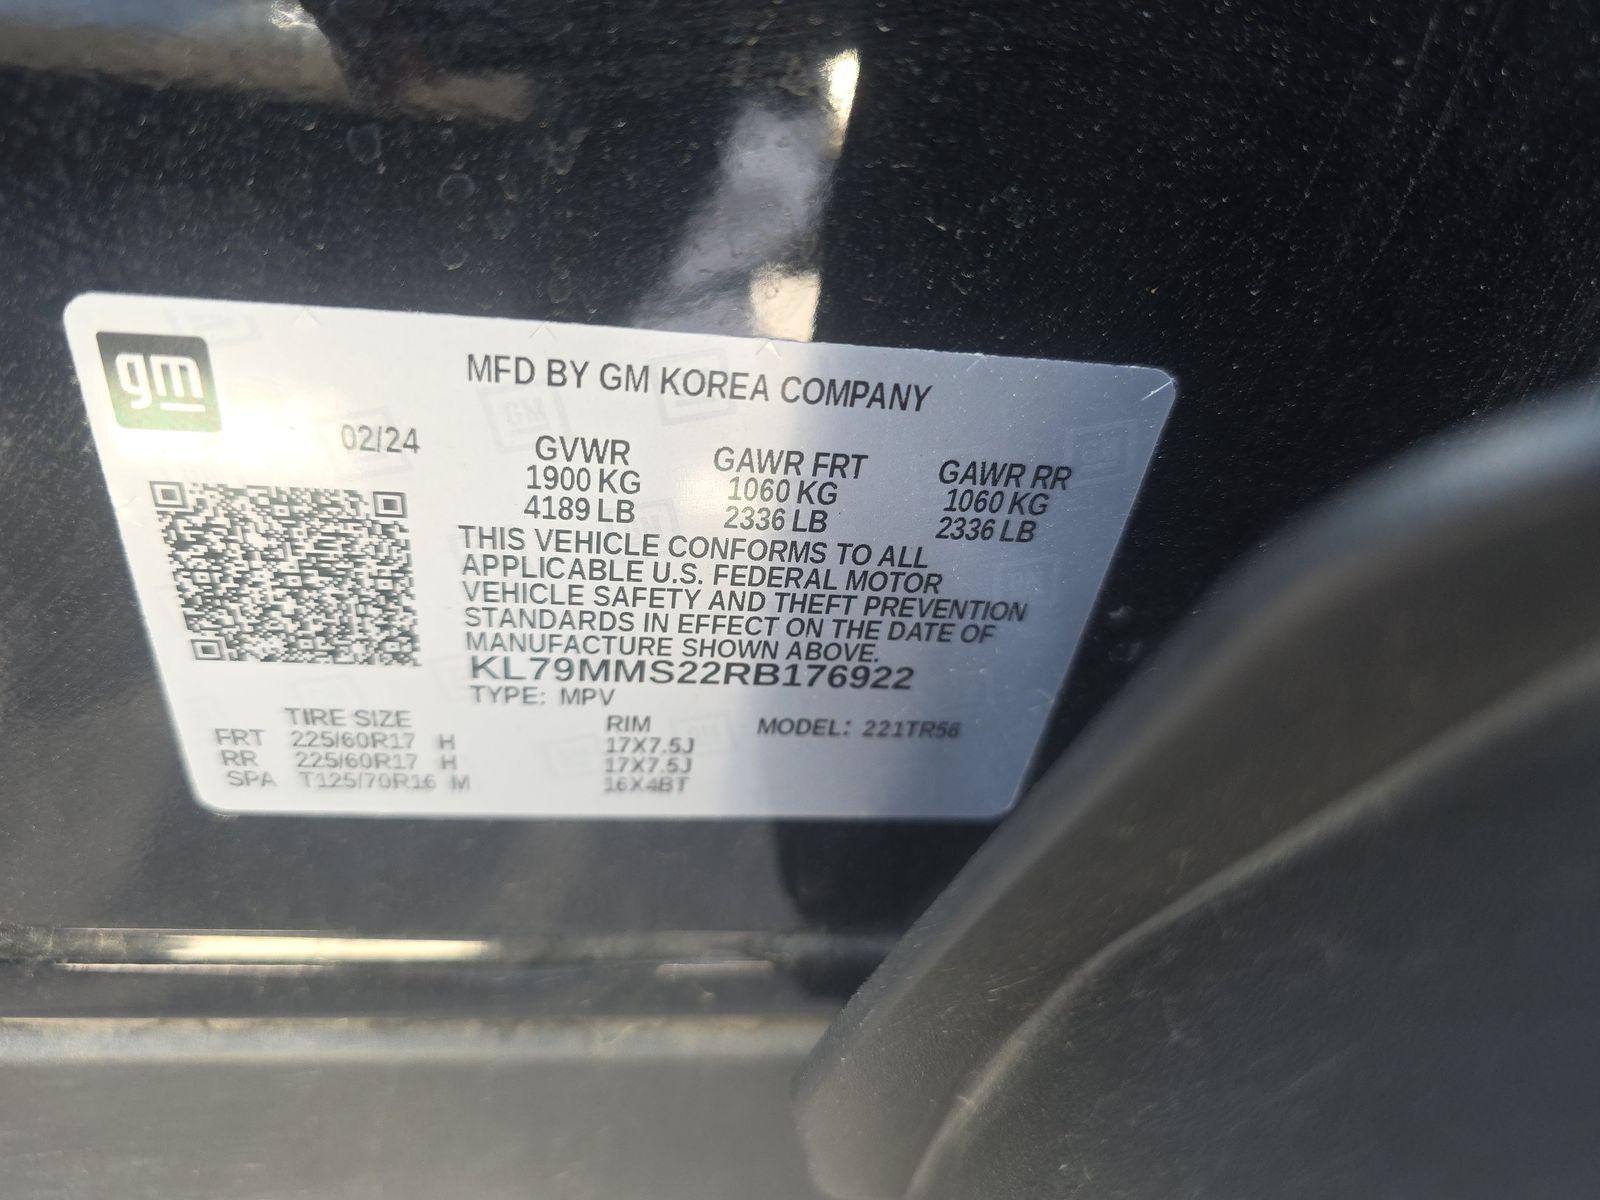 gm
MFD BY GM KOREA COMPANY
02/24
GVWR GAWR FRT GAWR RR
1900 KG 1060 KG 1060 KG
4189 LB 2336 LB 2336 LB
THIS VEHICLE CONFORMS TO ALL
APPLICABLE U.S. FEDERAL MOTOR
VEHICLE SAFETY AND THEFT PREVENTION
STANDARDS IN EFFECT ON THE DATE OF
MANUFACTURE SHOWN ABOVE.
KL79MMS22RB176922
TYPE: MPV
TIRE SIZE RIM MODEL: 221TR56
FRT 225/60R17 H 17X7.5J
RR 225/60R17 H 17X7.5J
SPA T125/70R16 M 16X4BT